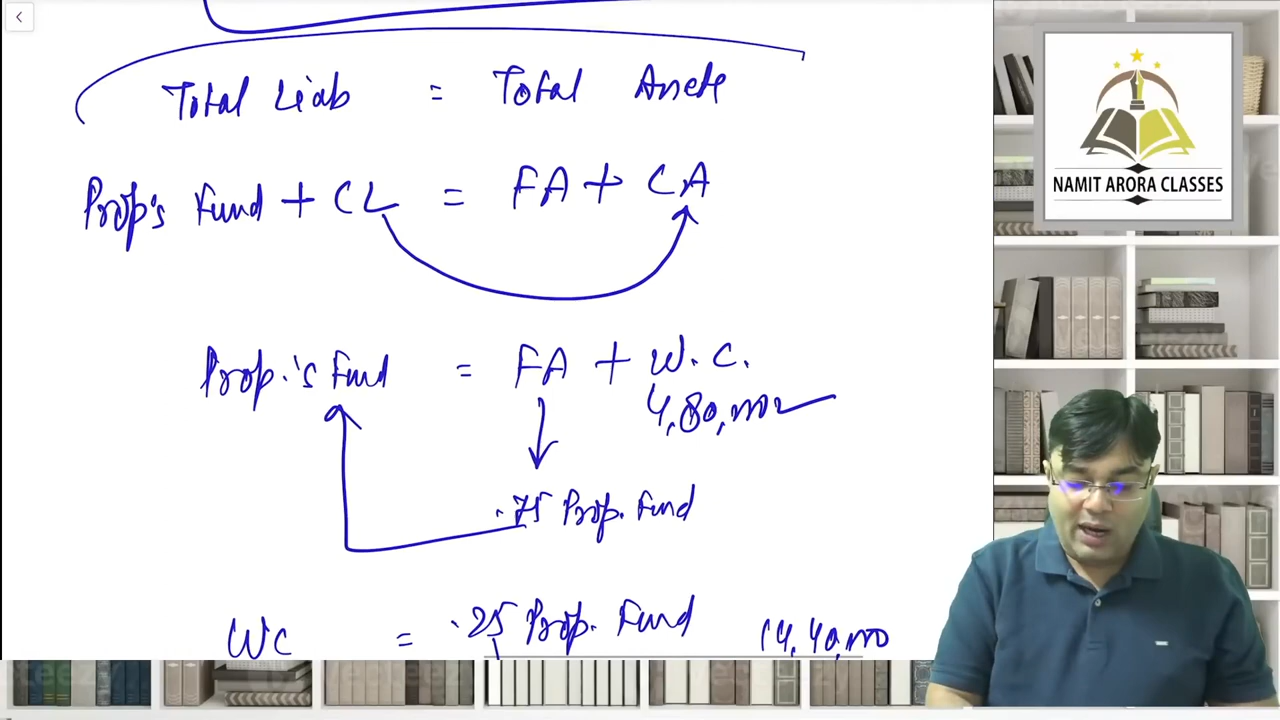 Total Liab = Total Assets
Prop's Fund + CL = FA + CA
Prop.'s Fund = FA + W.C.
4,80,000
.75 Prop. Fund
WC = .25 Prop. Fund 14,40,000
NAMIT ARORA CLASSES